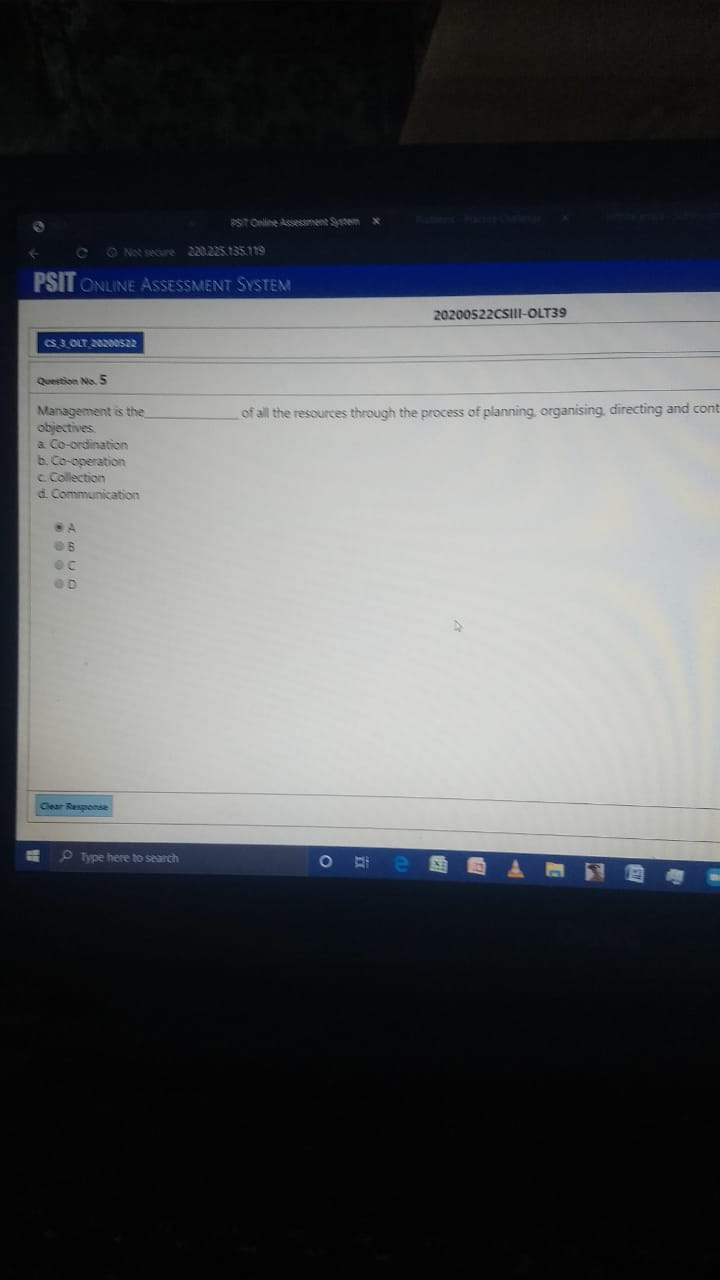 PSIT Online Assessment System ×
Not secure 220.225.135.119
PSIT ONLINE ASSESSMENT SYSTEM
20200522CSIII-OLT39
CS_3_OLT_20200522
Question No. 5
Management is the______________ of all the resources through the process of planning, organising, directing and cont
objectives.
a. Co-ordination
b. Co-operation
c. Collection
d. Communication
A
B
C
D
Clear Response
Type here to search